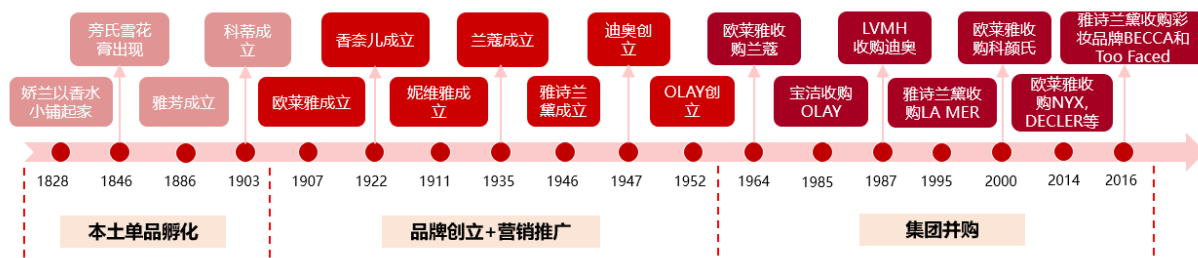 旁氏雪花
膏出现
科蒂成
立
香奈儿成立
兰蔻成立
迪奥创
立
欧莱雅收
购兰蔻
LVMH
收购迪奥
欧莱雅收
购科颜氏
雅诗兰黛收购彩
妆品牌BECCA和
Too Faced
娇兰以香水
小铺起家
雅芳成立
欧莱雅成立
妮维雅成
立
雅诗兰
黛成立
OLAY创
立
宝洁收购
OLAY
雅诗兰黛收
购LA MER
欧莱雅收
购NYX,
DECLER等
1828
1846
1886
1903
1907
1922
1911
1935
1946
1947
1952
1964
1985
1987
1995
2000
2014
2016
本土单品孵化
品牌创立+营销推广
集团并购